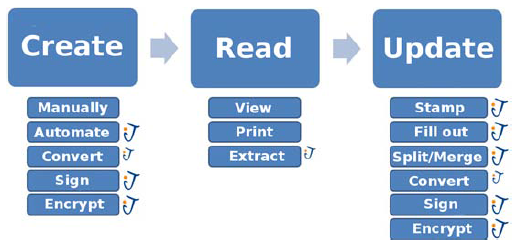 Create
Read
Update
Manually
Automate
Convert
Sign
Encrypt
View
Print
Extract
Stamp
Fill out
Split/Merge
Convert
Sign
Encrypt